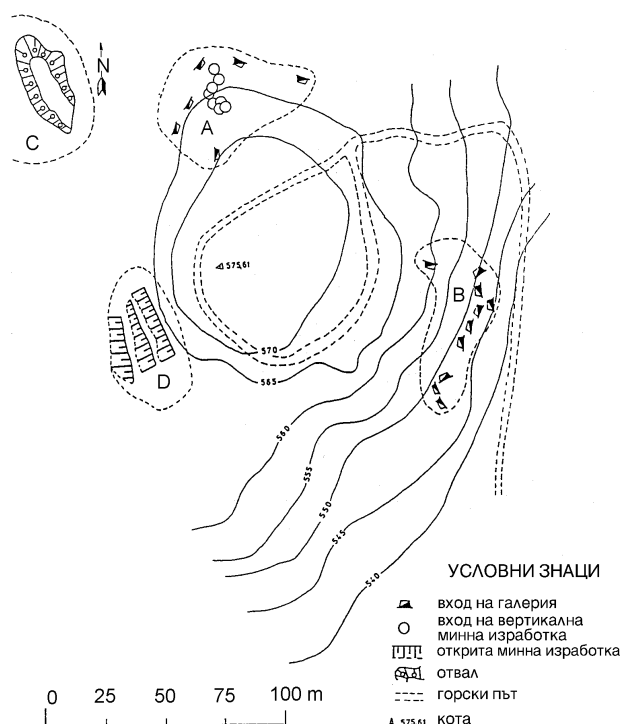 N
C
A
575,61
B
D
570
565
560
555
550
545
540
УСЛОВНИ ЗНАЦИ
вход на галерия
вход на вертикална
минна изработка
открита минна изработка
отвал
горски път
575,61 кота
0 25 50 75 100 m